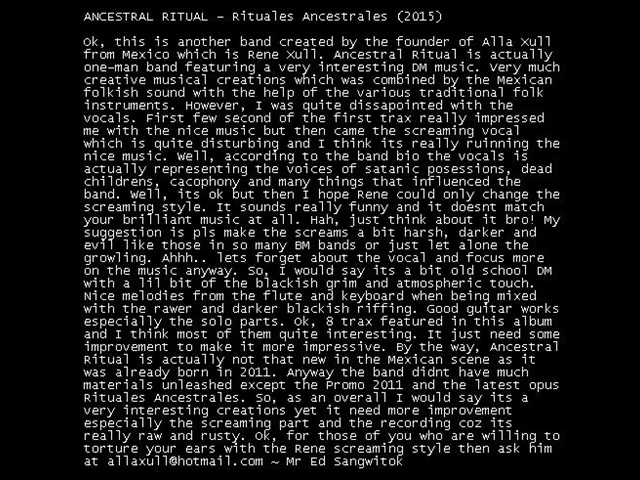 ANCESTRAL RITUAL - Rituales Ancestrales (2015)
Ok, this is another band created by the founder of Alla Xull
from Mexico which is Rene Xull. Ancestral Ritual is actually
one-man band featuring a very interesting DM music. Very much
creative musical creations which was combined by the Mexican
folkish sound with the help of the various traditional folk
instruments. However, I was quite dissapointed with the
vocals. First few second of the first trax really impressed
me with the nice music but then came the screaming vocal
which is quite disturbing and I think its really ruinning the
nice music. Well, according to the band bio the vocals is
actually representing the voices of satanic posessions, dead
childrens, cacophony and many things that influenced the
band. Well, its ok but then I hope Rene could only change the
screaming style. It sounds really funny and it doesnt match
your brilliant music at all. Hah, just think about it bro! My
suggestion is pls make the screams a bit harsh, darker and
evil like those in so many BM bands or just let alone the
growling. Ahhh.. lets forget about the vocal and focus more
on the music anyway. So, I would say its a bit old school DM
with a lil bit of the blackish grim and atmospheric touch.
Nice melodies from the flute and keyboard when being mixed
with the rawer and darker blackish riffing. Good guitar works
especially the solo parts. Ok, 8 trax featured in this album
and I think most of them quite interesting. It just need some
improvement to make it more impressive. By the way, Ancestral
Ritual is actually not that new in the Mexican scene as it
was already born in 2011. Anyway the band didnt have much
materials unleashed except the Promo 2011 and the latest opus
Rituales Ancestrales. So, as an overall I would say its a
very interesting creations yet it need more improvement
especially the screaming part and the recording coz its
really raw and rusty. Ok, for those of you who are willing to
torture your ears with the Rene screaming style then ask him
at allaxull@hotmail.com ~ Mr Ed Sangwitok